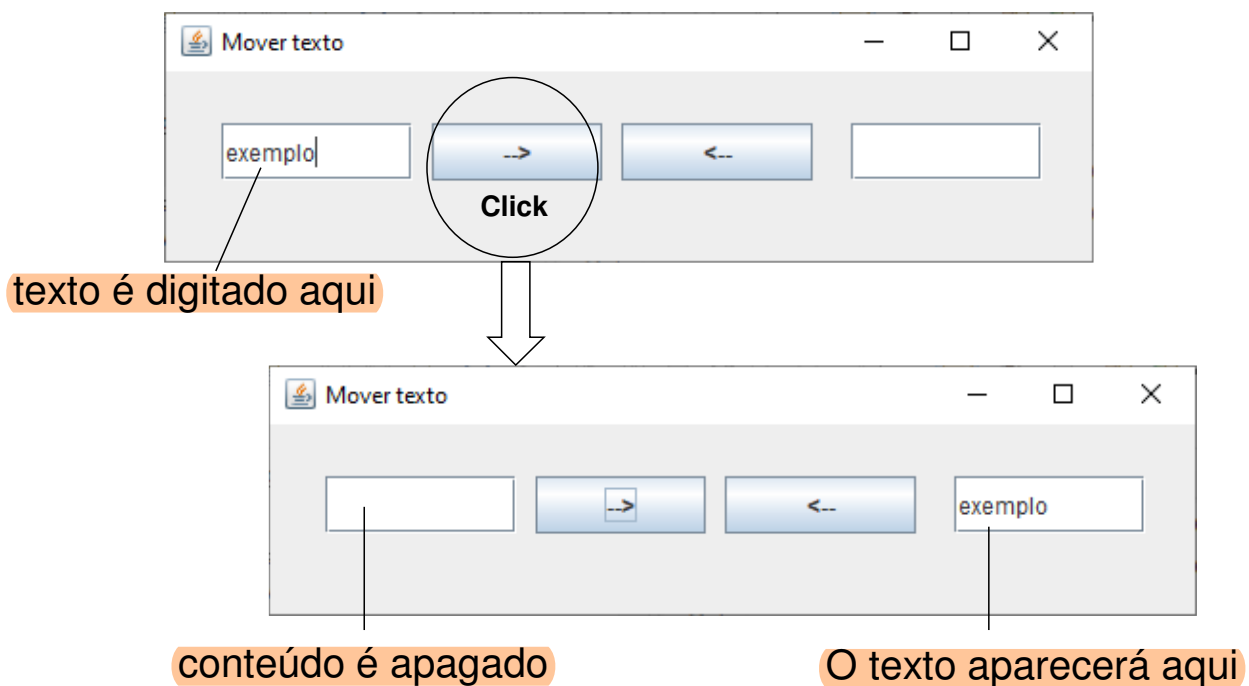 Mover texto
exemplo --> <--
Click
texto é digitado aqui
Mover texto
--> <-- exemplo
conteúdo é apagado O texto aparecerá aqui